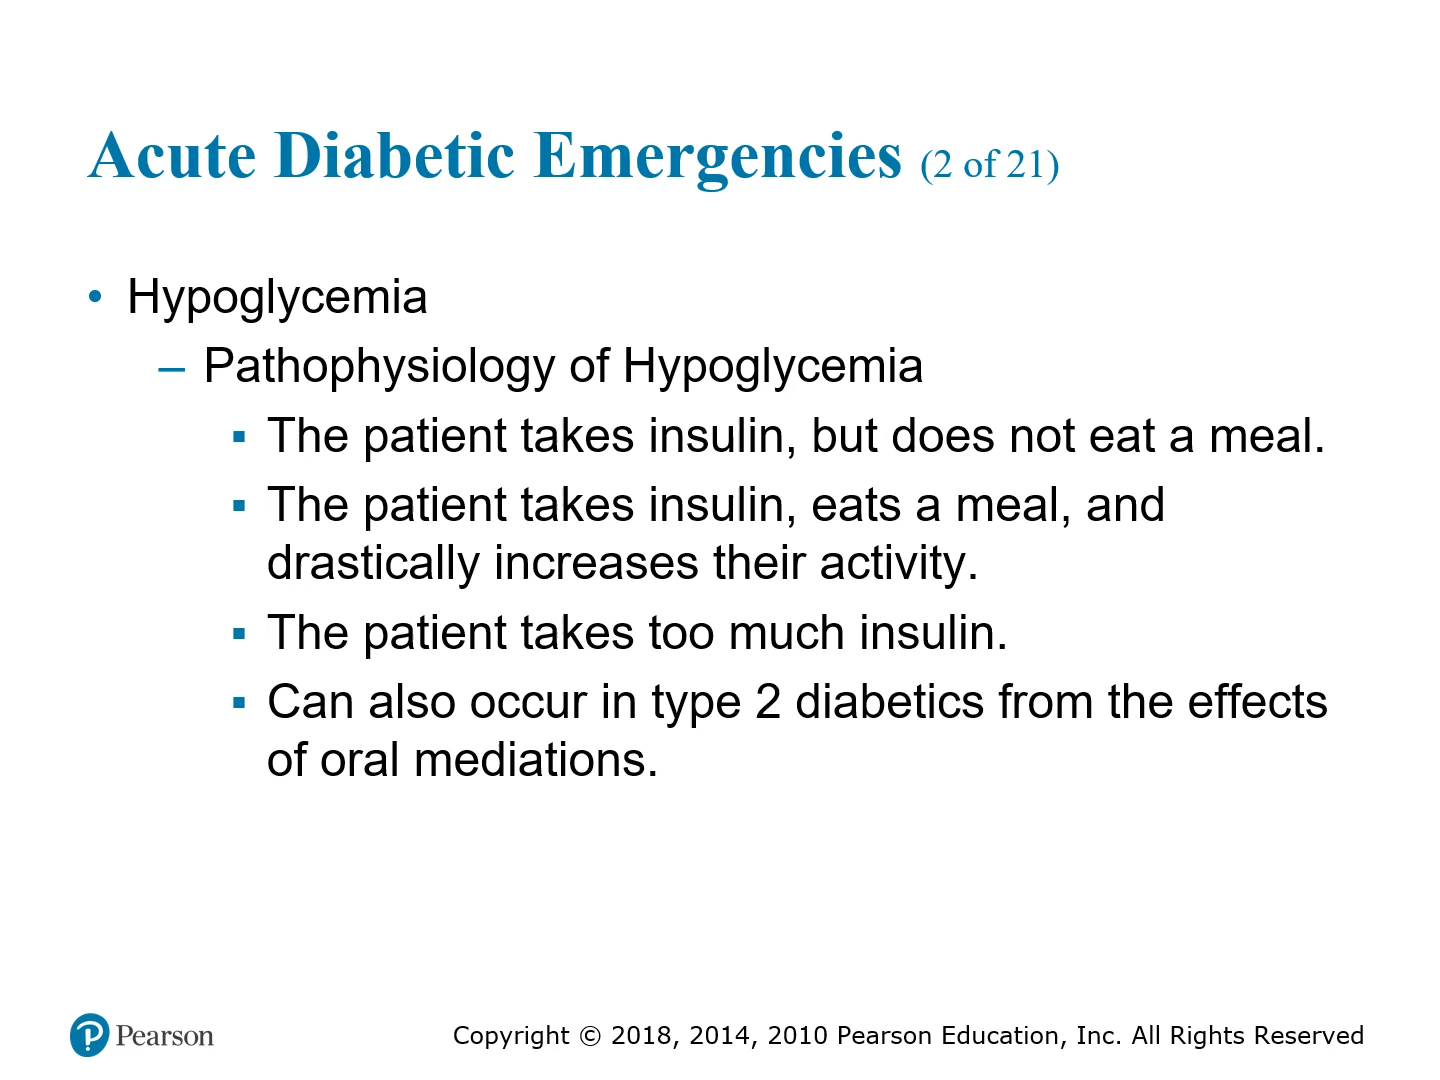 Acute Diabetic Emergencies (2 of 21)
• Hypoglycemia
– Pathophysiology of Hypoglycemia
▪ The patient takes insulin, but does not eat a meal.
▪ The patient takes insulin, eats a meal, and
drastically increases their activity.
▪ The patient takes too much insulin.
▪ Can also occur in type 2 diabetics from the effects
of oral mediations.
Pearson
Copyright © 2018, 2014, 2010 Pearson Education, Inc. All Rights Reserved